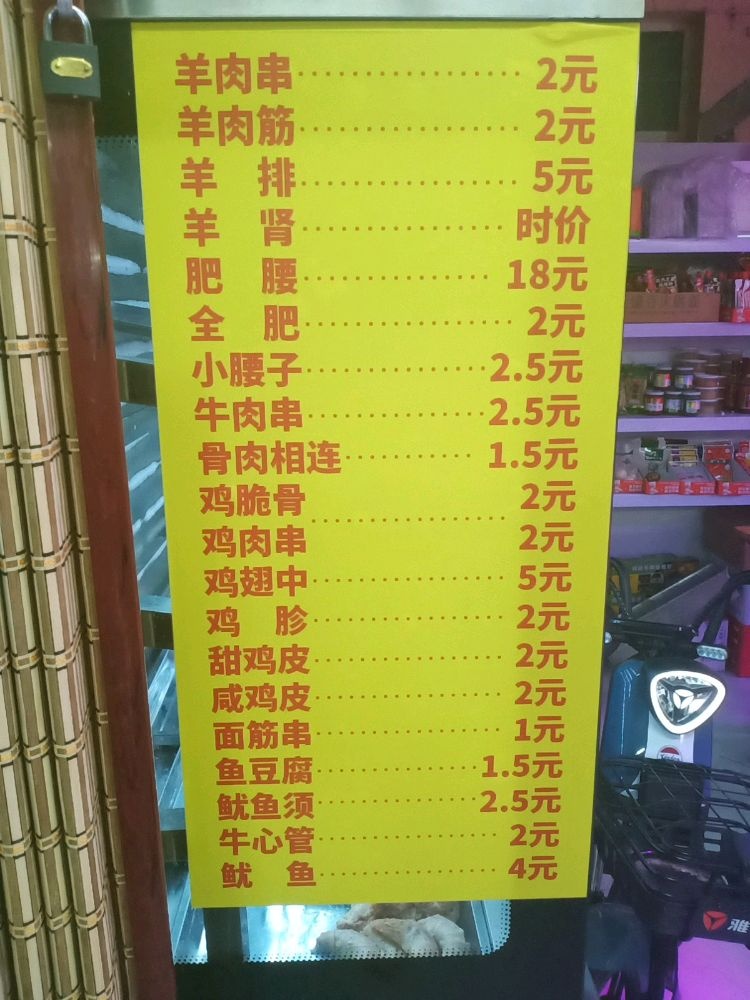 羊肉串················· 2元
羊肉筋················· 2元
羊 排················· 5元
羊 肾················· 时价
肥 腰················· 18元
全 肥················· 2元
小腰子················· 2.5元
牛肉串················· 2.5元
骨肉相连··········· 1.5元
鸡脆骨 2元
鸡肉串················· 2元
鸡翅中················· 5元
鸡 胗················· 2元
甜鸡皮················· 2元
咸鸡皮················· 2元
面筋串················· 1元
鱼豆腐················· 1.5元
鱿鱼须················· 2.5元
牛心管················· 2元
鱿 鱼················· 4元
雅